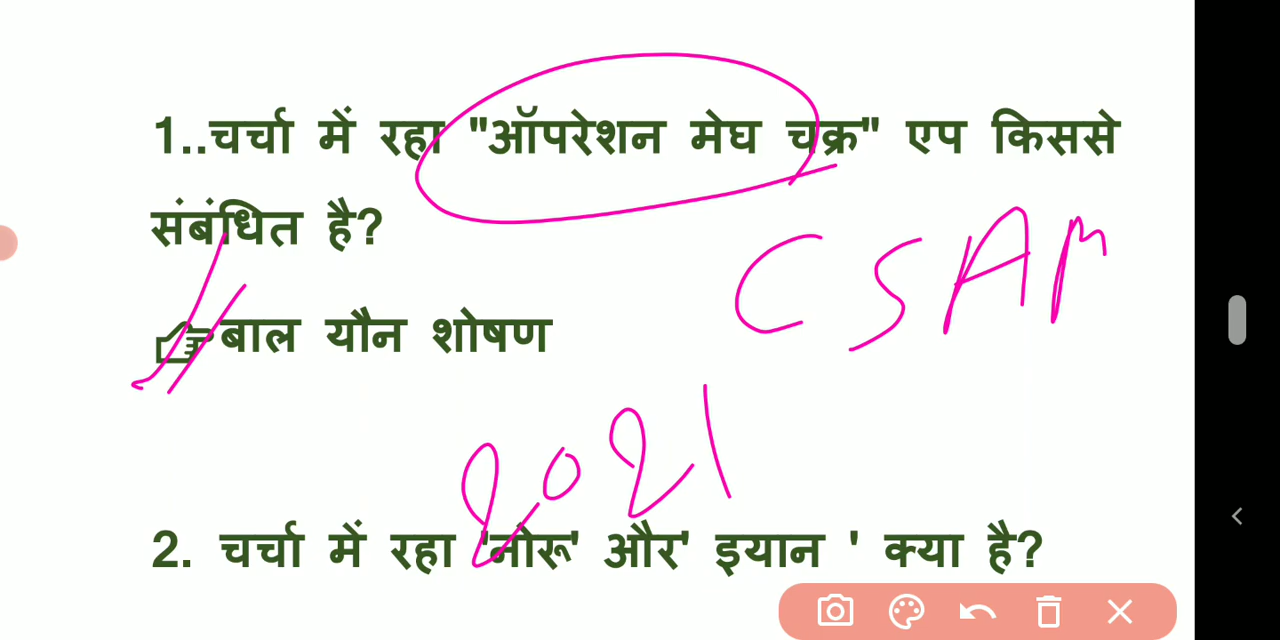 1..चर्चा में रहा "ऑपरेशन मेघ चक्र" एप किससे
संबंधित है?
CSAM
बाल यौन शोषण
2021
2. चर्चा में रहा 'नोरू' और' इयान ' क्या है?